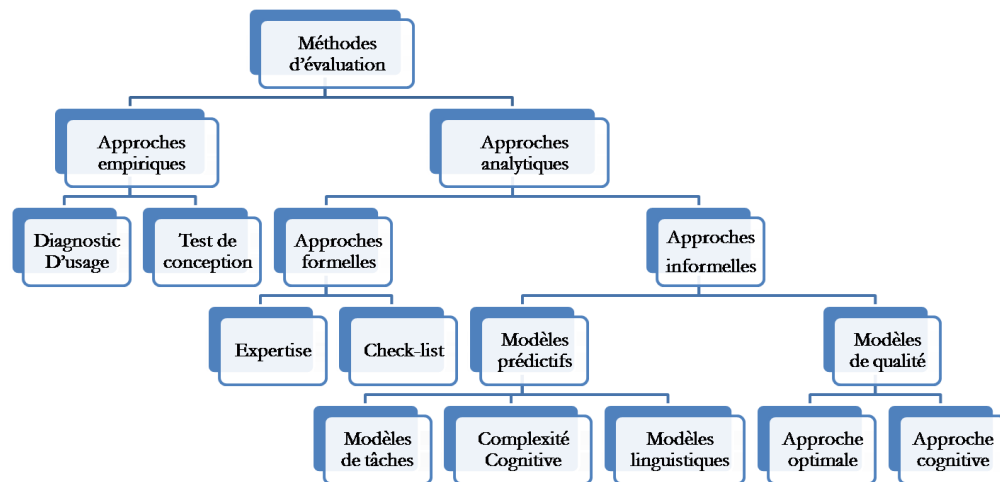 Méthodes
d'évaluation
Approches
empiriques
Approches
analytiques
Diagnostic
D'usage
Test de
conception
Approches
formelles
Approches
informelles
Expertise
Check-list
Modèles
prédictifs
Modèles
de qualité
Modèles
de tâches
Complexité
Cognitive
Modèles
linguistiques
Approche
optimale
Approche
cognitive